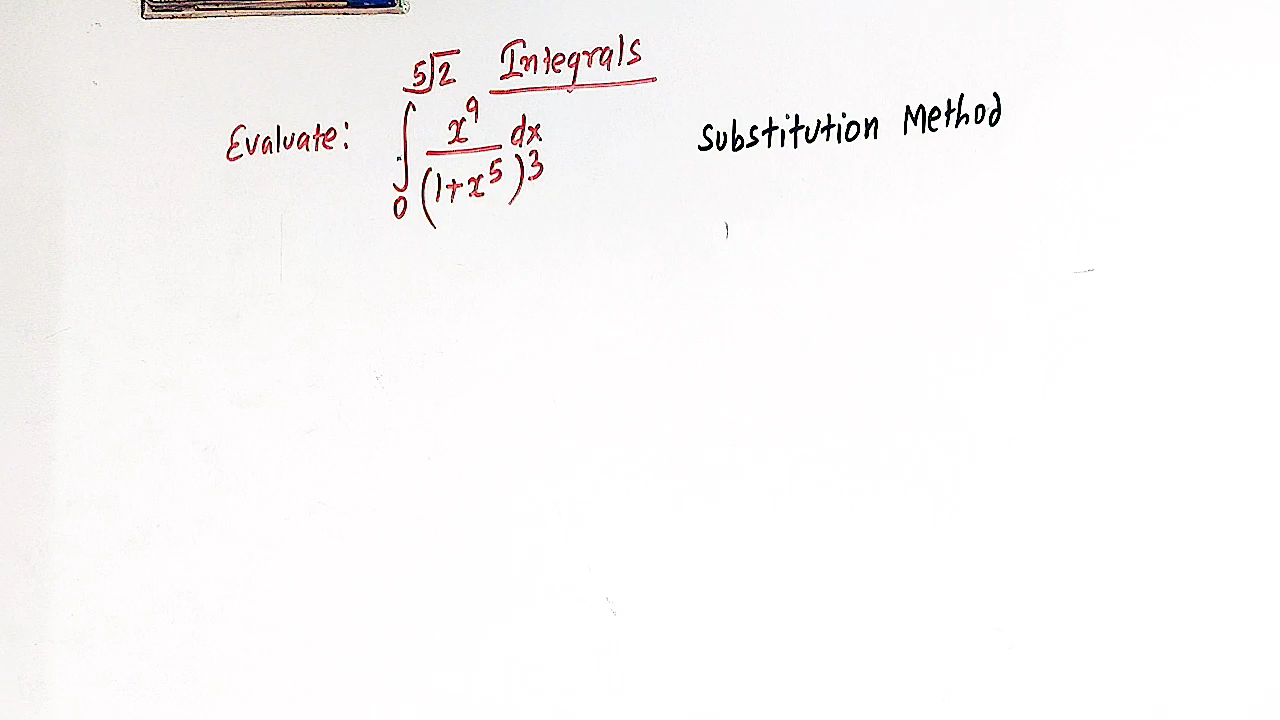 Integrals
Evaluate: ∫₀^{5√2} x⁹/(1+x⁵)³ dx
Substitution Method